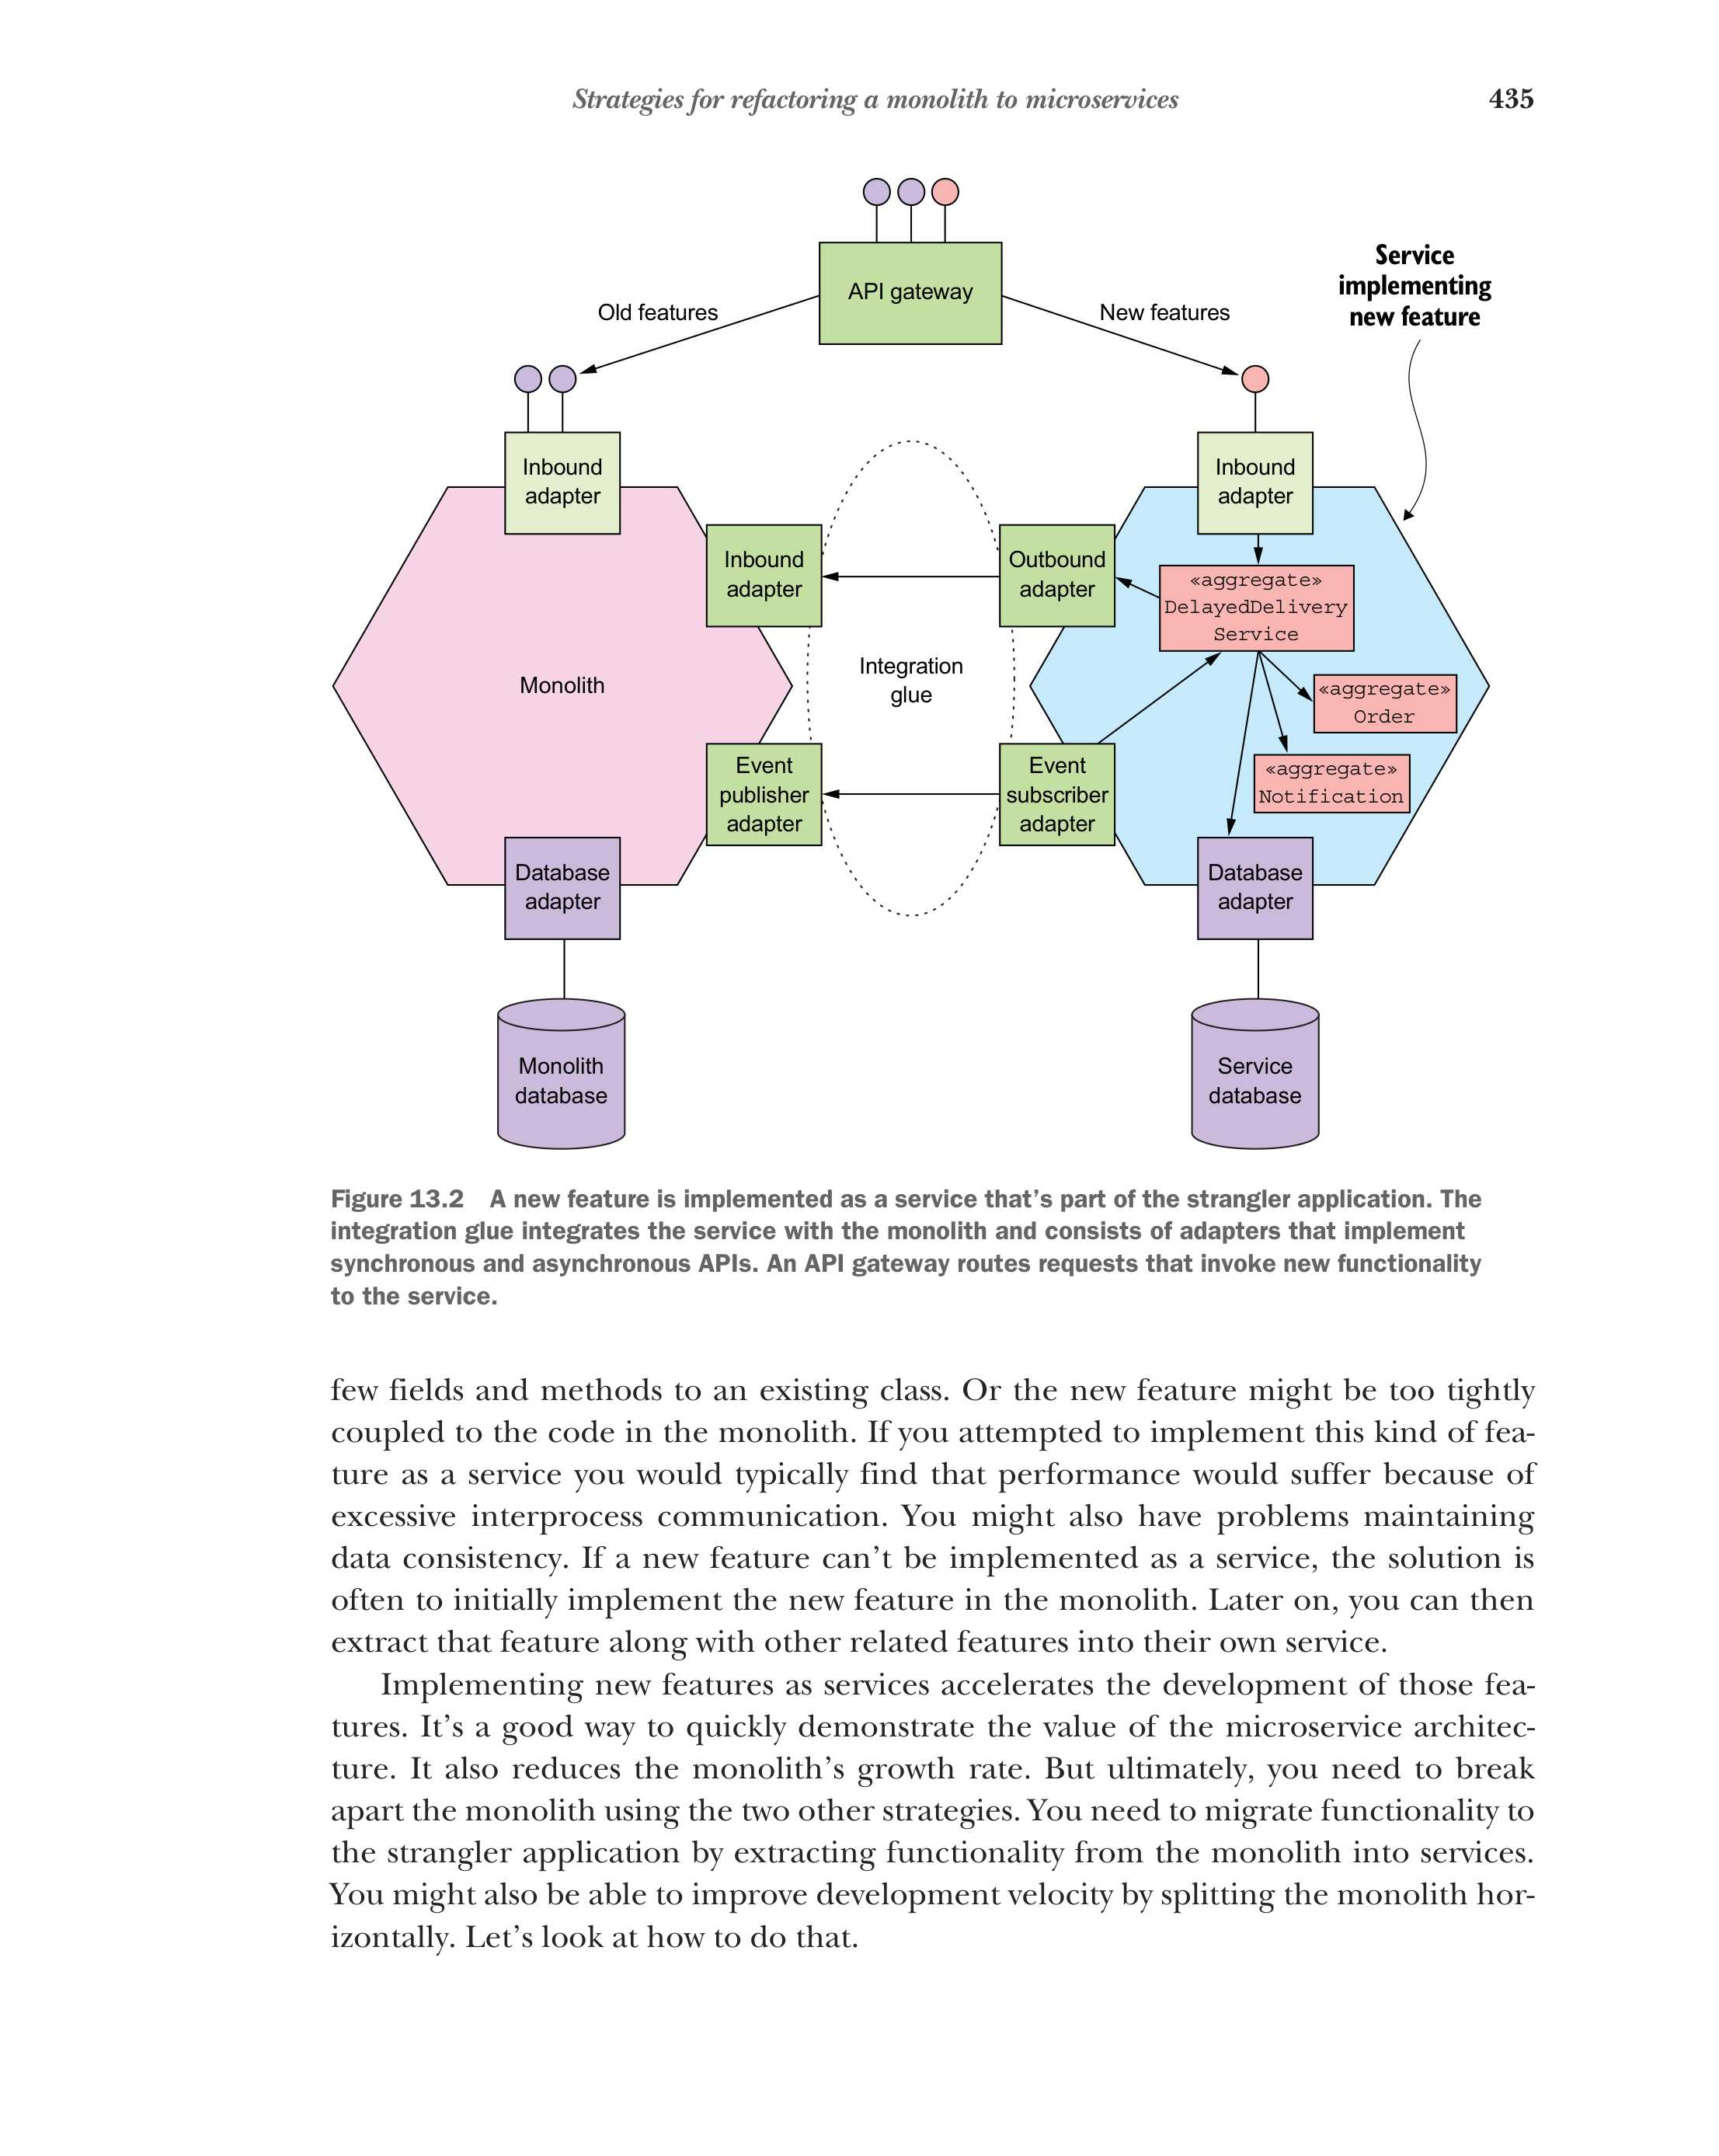 Strategies for refactoring a monolith to microservices 435
API gateway
Old features
New features
Service
implementing
new feature
Inbound
adapter
Inbound
adapter
Inbound
adapter
Outbound
adapter
«aggregate»
DelayedDelivery
Service
Monolith
Integration
glue
«aggregate»
Order
Event
publisher
adapter
Event
subscriber
adapter
«aggregate»
Notification
Database
adapter
Database
adapter
Monolith
database
Service
database
Figure 13.2 A new feature is implemented as a service that’s part of the strangler application. The
integration glue integrates the service with the monolith and consists of adapters that implement
synchronous and asynchronous APIs. An API gateway routes requests that invoke new functionality
to the service.
few fields and methods to an existing class. Or the new feature might be too tightly
coupled to the code in the monolith. If you attempted to implement this kind of fea-
ture as a service you would typically find that performance would suffer because of
excessive interprocess communication. You might also have problems maintaining
data consistency. If a new feature can’t be implemented as a service, the solution is
often to initially implement the new feature in the monolith. Later on, you can then
extract that feature along with other related features into their own service.
Implementing new features as services accelerates the development of those fea-
tures. It’s a good way to quickly demonstrate the value of the microservice architec-
ture. It also reduces the monolith’s growth rate. But ultimately, you need to break
apart the monolith using the two other strategies. You need to migrate functionality to
the strangler application by extracting functionality from the monolith into services.
You might also be able to improve development velocity by splitting the monolith hor-
izontally. Let’s look at how to do that.